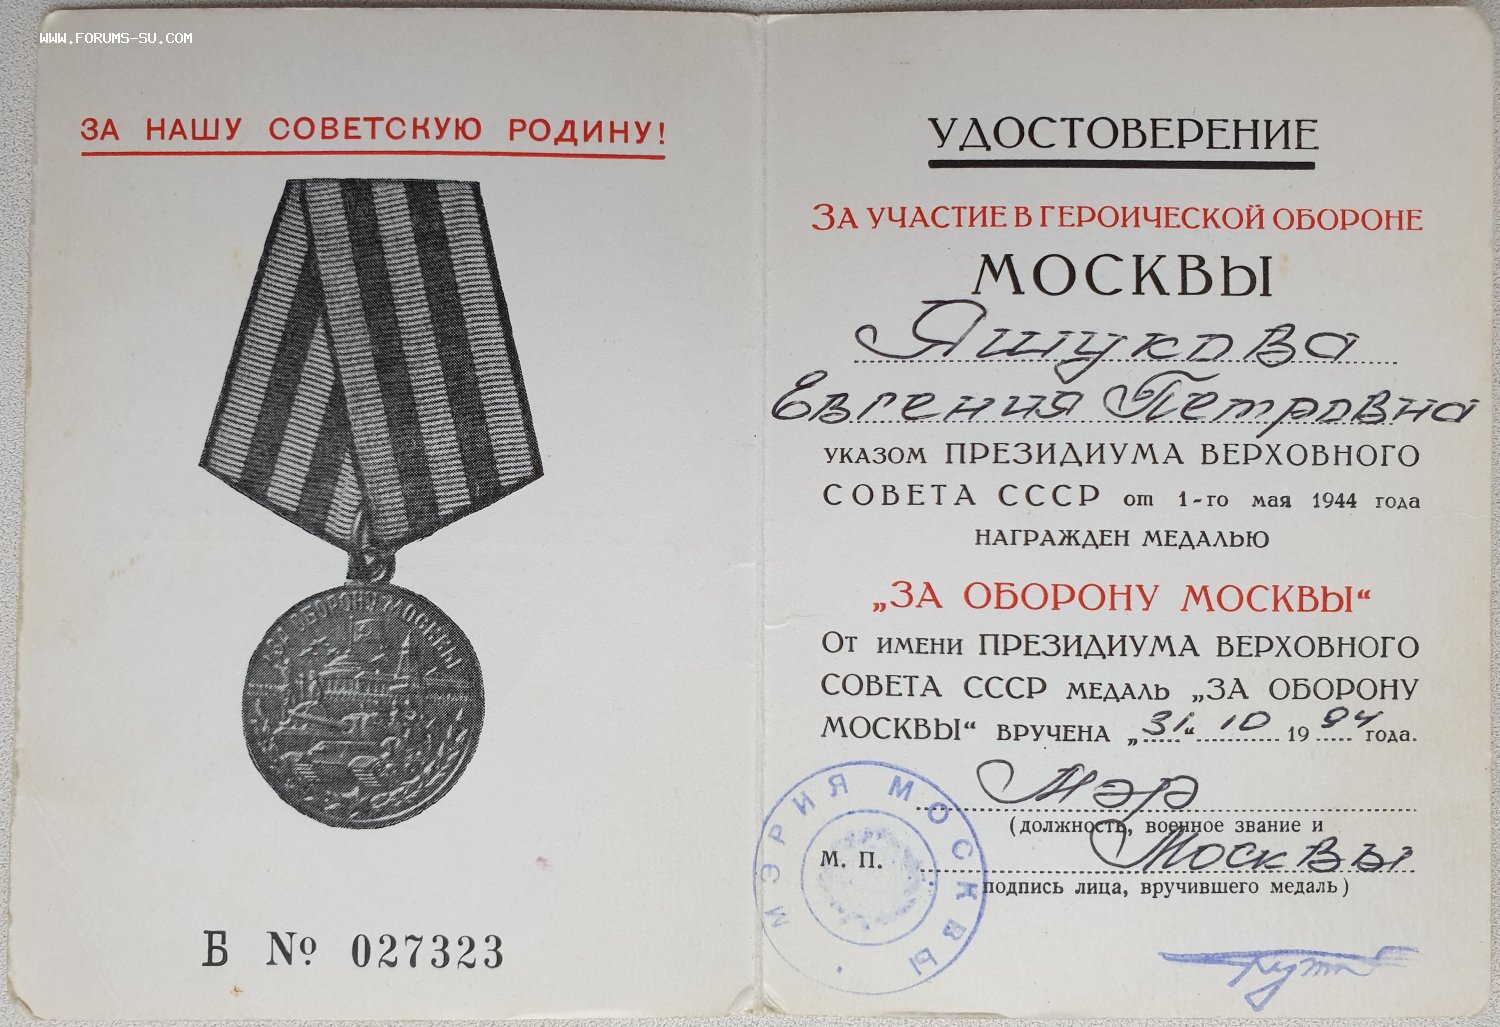 WWW.FORUMS-SU.COM
ЗА НАШУ СОВЕТСКУЮ РОДИНУ!
ЗА ОБОРОНУ МОСКВЫ
Б № 027323
УДОСТОВЕРЕНИЕ
ЗА УЧАСТИЕ В ГЕРОИЧЕСКОЙ ОБОРОНЕ
МОСКВЫ
Яшукова
Евгения Петровна
УКАЗОМ ПРЕЗИДИУМА ВЕРХОВНОГО
СОВЕТА СССР от 1-го мая 1944 года
НАГРАЖДЕН МЕДАЛЬЮ
„ЗА ОБОРОНУ МОСКВЫ“
От имени ПРЕЗИДИУМА ВЕРХОВНОГО
СОВЕТА СССР медаль „ЗА ОБОРОНУ
МОСКВЫ“ вручена „31“ 10 1994 года.
Мэр
(должность, военное звание и
Москвы
М. П.
подпись лица, вручившего медаль)
МЭРИЯ МОСКВЫ